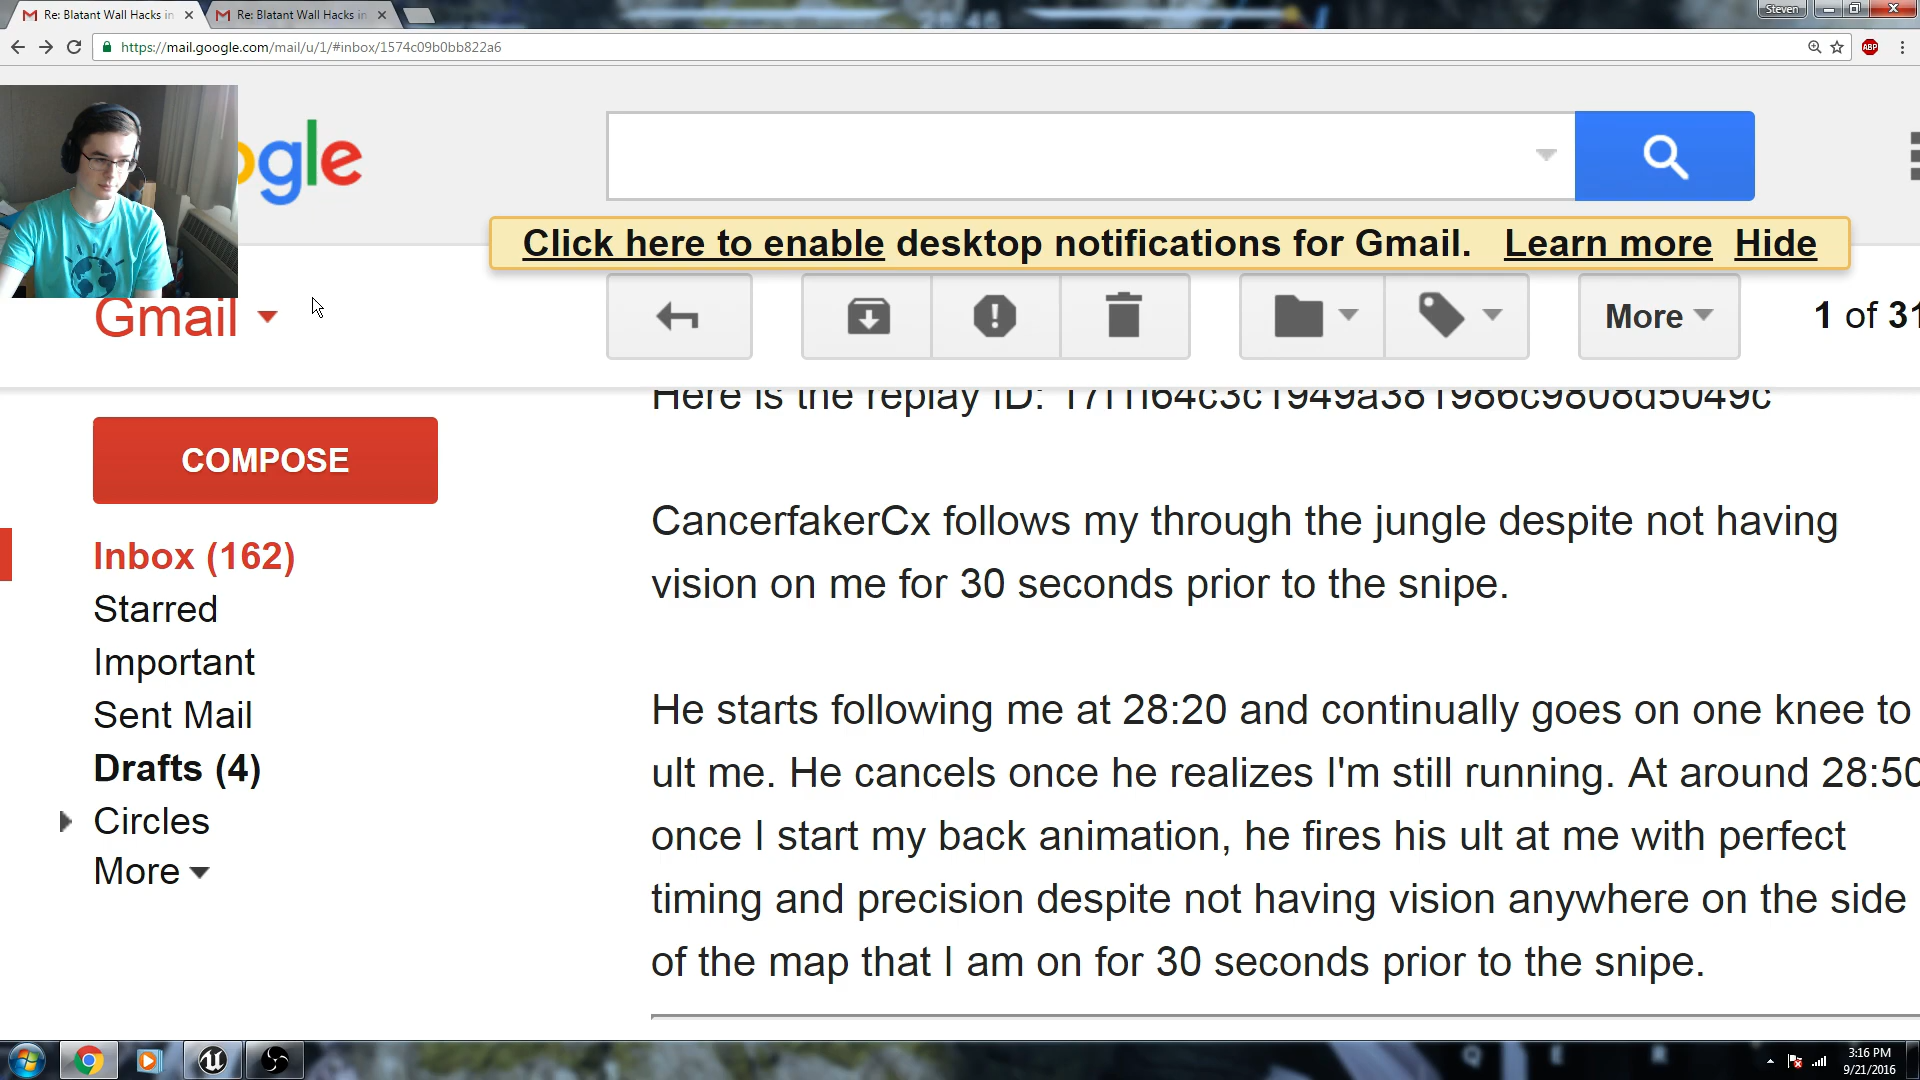 Re: Blatant Wall Hacks in
Re: Blatant Wall Hacks in
Steven
https://mail.google.com/mail/u/1/#inbox/1574c09b0bb822a6
ABP
ogle
Click here to enable desktop notifications for Gmail. Learn more Hide
Gmail
More
1 of 31
COMPOSE
Inbox (162)
Starred
Important
Sent Mail
Drafts (4)
Circles
More
Here is the replay ID:
CancerfakerCx follows my through the jungle despite not having
vision on me for 30 seconds prior to the snipe.
He starts following me at 28:20 and continually goes on one knee to
ult me. He cancels once he realizes I'm still running. At around 28:50
once I start my back animation, he fires his ult at me with perfect
timing and precision despite not having vision anywhere on the side
of the map that I am on for 30 seconds prior to the snipe.
Q E R
3:16 PM
9/21/2016